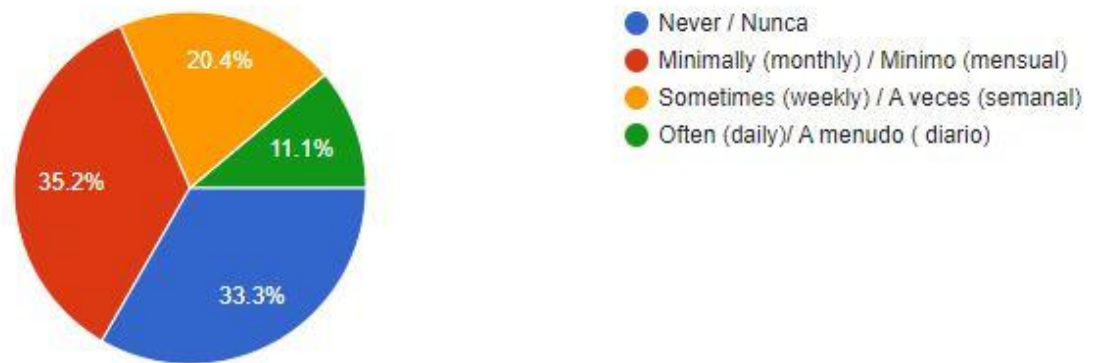 20.4%
11.1%
35.2%
33.3%
Never / Nunca
Minimally (monthly) / Minimo (mensual)
Sometimes (weekly) / A veces (semanal)
Often (daily)/ A menudo ( diario)